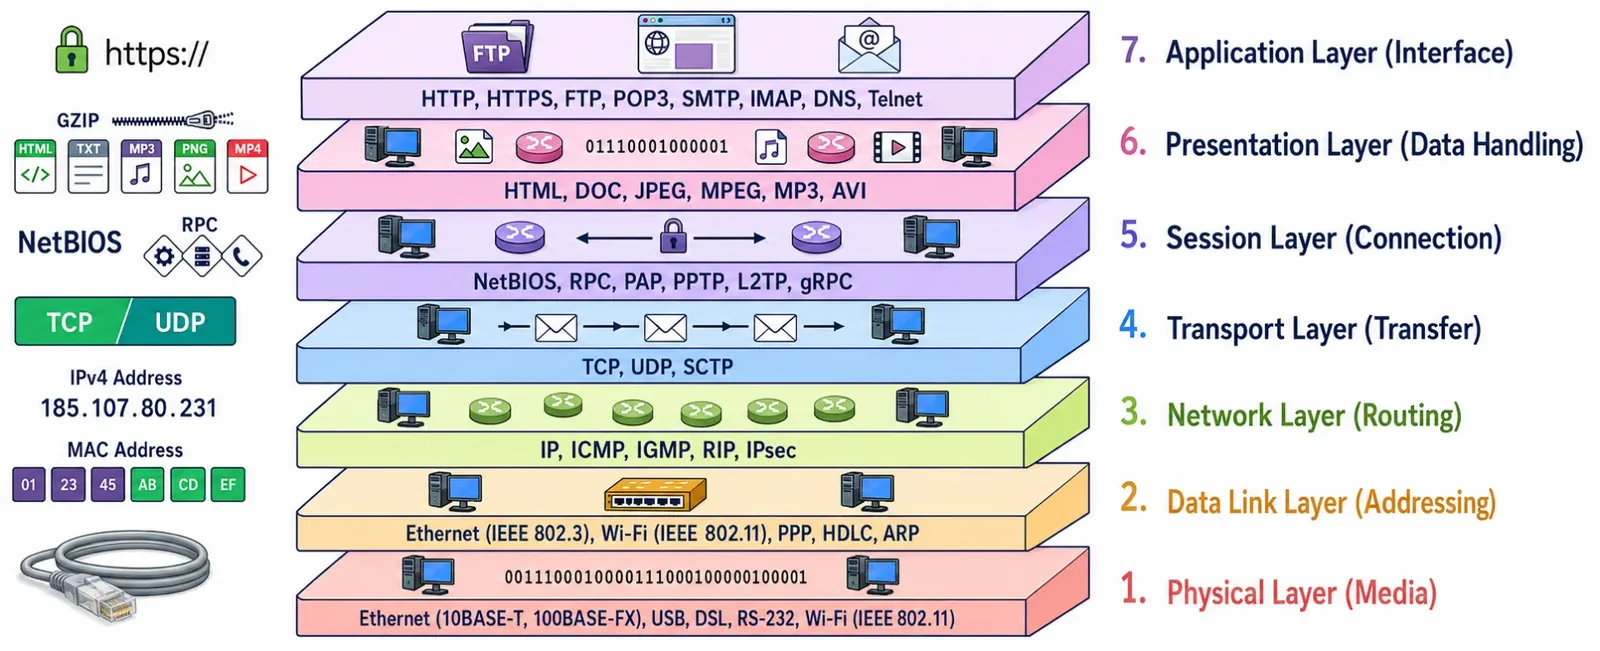 https://
GZIP
HTML
TXT
MP3
PNG
MP4
NetBIOS
RPC
TCP / UDP
IPv4 Address
185.107.80.231
MAC Address
01 23 45 AB CD EF
FTP
@
HTTP, HTTPS, FTP, POP3, SMTP, IMAP, DNS, Telnet
01110001000001
HTML, DOC, JPEG, MPEG, MP3, AVI
NetBIOS, RPC, PAP, PPTP, L2TP, gRPC
TCP, UDP, SCTP
IP, ICMP, IGMP, RIP, IPsec
Ethernet (IEEE 802.3), Wi-Fi (IEEE 802.11), PPP, HDLC, ARP
0011100010000111000100000100001
Ethernet (10BASE-T, 100BASE-FX), USB, DSL, RS-232, Wi-Fi (IEEE 802.11)
7. Application Layer (Interface)
6. Presentation Layer (Data Handling)
5. Session Layer (Connection)
4. Transport Layer (Transfer)
3. Network Layer (Routing)
2. Data Link Layer (Addressing)
1. Physical Layer (Media)